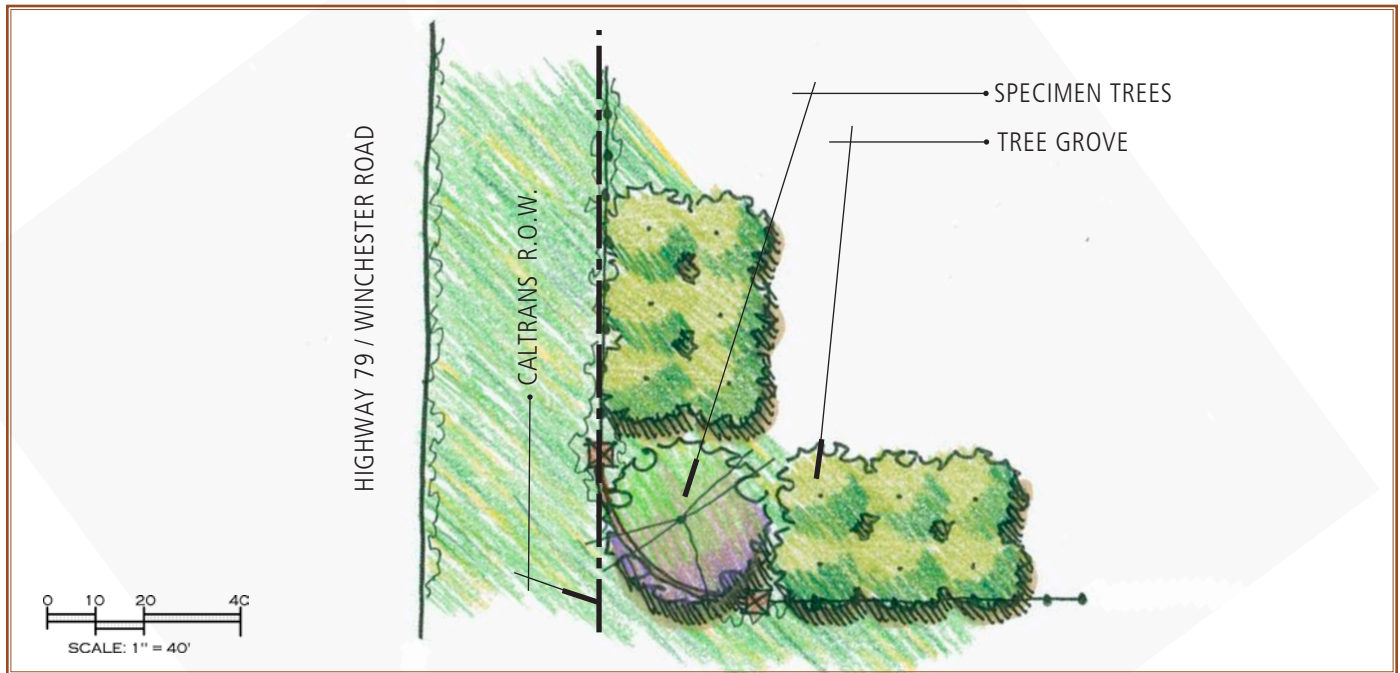 SPECIMEN TREES
TREE GROVE
HIGHWAY 79 / WINCHESTER ROAD
CALTRANS R.O.W.
0 10 20 40
SCALE: 1" = 40'